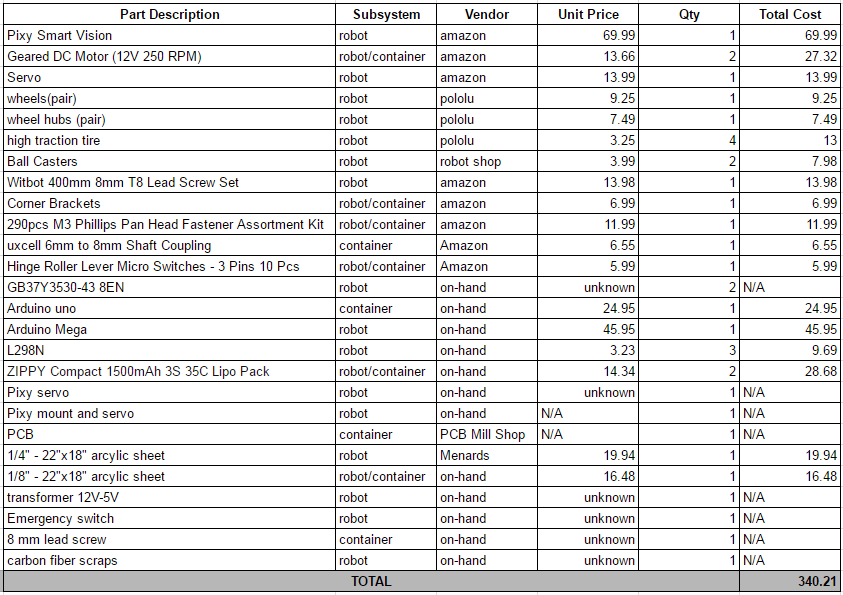 Part Description Subsystem Vendor Unit Price Qty Total Cost
Pixy Smart Vision robot amazon 69.99 1 69.99
Geared DC Motor (12V 250 RPM) robot/container amazon 13.66 2 27.32
Servo robot amazon 13.99 1 13.99
wheels(pair) robot pololu 9.25 1 9.25
wheel hubs (pair) robot pololu 7.49 1 7.49
high traction tire robot pololu 3.25 4 13
Ball Casters robot robot shop 3.99 2 7.98
Witbot 400mm 8mm T8 Lead Screw Set robot amazon 13.98 1 13.98
Corner Brackets robot/container amazon 6.99 1 6.99
290pcs M3 Phillips Pan Head Fastener Assortment Kit robot/container amazon 11.99 1 11.99
uxcell 6mm to 8mm Shaft Coupling container Amazon 6.55 1 6.55
Hinge Roller Lever Micro Switches - 3 Pins 10 Pcs robot/container Amazon 5.99 1 5.99
GB37Y3530-43 8EN robot on-hand unknown 2 N/A
Arduino uno container on-hand 24.95 1 24.95
Arduino Mega robot on-hand 45.95 1 45.95
L298N robot on-hand 3.23 3 9.69
ZIPPY Compact 1500mAh 3S 35C Lipo Pack robot/container on-hand 14.34 2 28.68
Pixy servo robot on-hand unknown 1 N/A
Pixy mount and servo robot on-hand N/A 1 N/A
PCB container PCB Mill Shop N/A 1 N/A
1/4" - 22"x18" arcylic sheet robot Menards 19.94 1 19.94
1/8" - 22"x18" arcylic sheet robot/container on-hand 16.48 1 16.48
transformer 12V-5V robot on-hand unknown 1 N/A
Emergency switch robot on-hand unknown 1 N/A
8 mm lead screw container on-hand unknown 1 N/A
carbon fiber scraps robot on-hand unknown 1 N/A
TOTAL 340.21